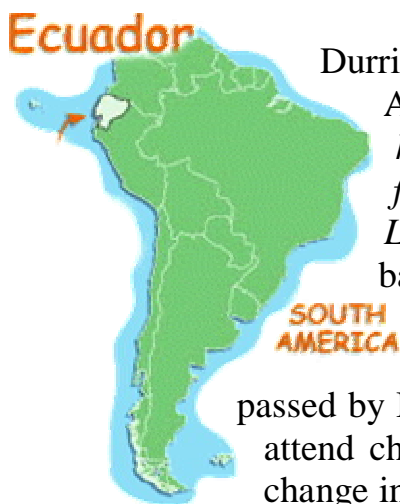 Ecuador
Durri
A
L
ba
SOUTH
AMERICA
passed by
attend ch
change in